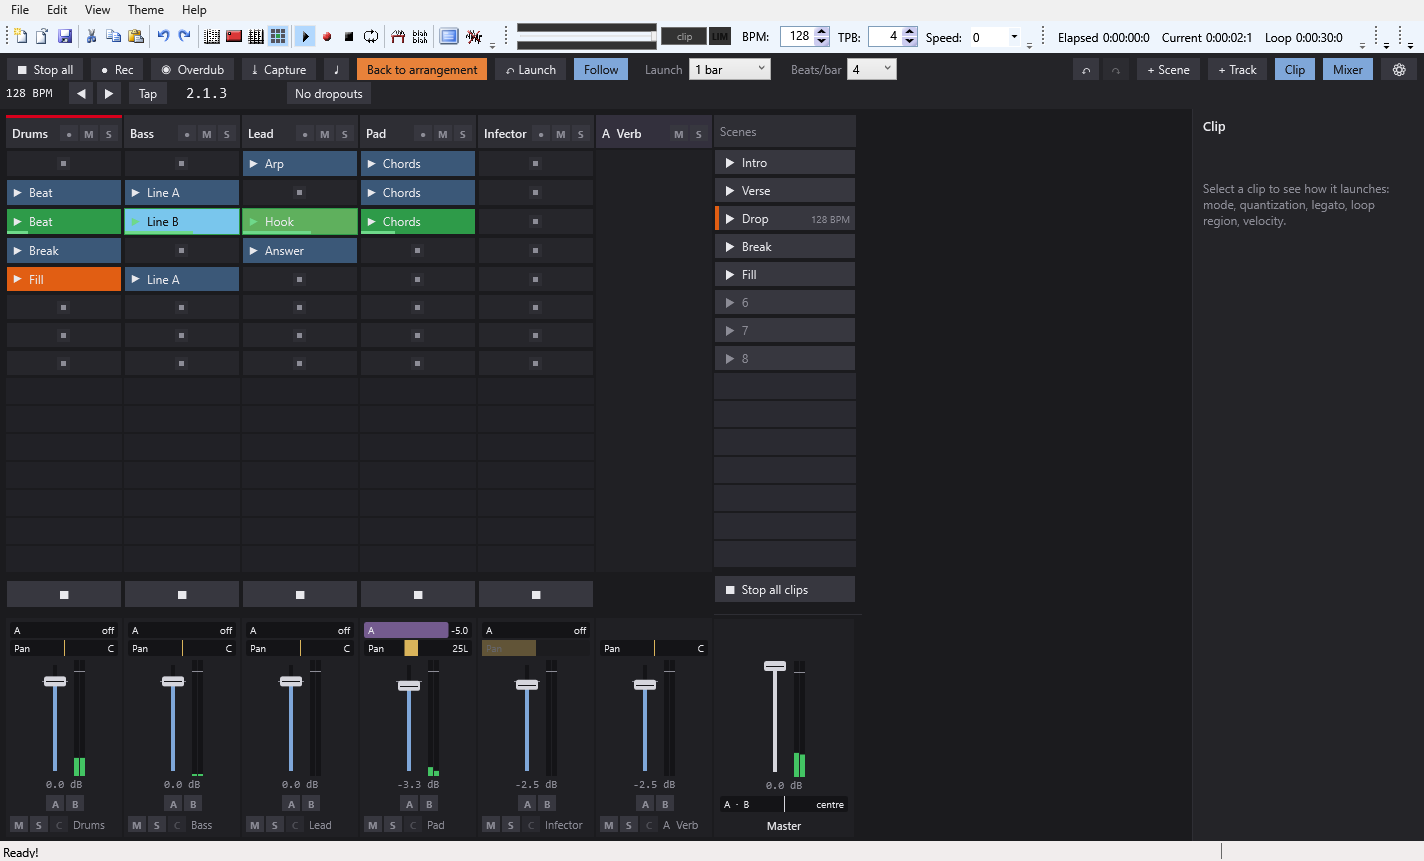 File Edit View Theme Help
clip LIM BPM: 128 TPB: 4 Speed: 0 Elapsed 0:00:00:0 Current 0:00:02:1 Loop 0:00:30:0
Stop all Rec Overdub Capture Back to arrangement Launch Follow Launch 1 bar Beats/bar 4 + Scene + Track Clip Mixer
128 BPM Tap 2.1.3 No dropouts
Drums M S Bass M S Lead M S Pad M S Infector M S A Verb M S Scenes Clip
Arp Chords Intro
Beat Line A Chords Verse
Select a clip to see how it launches:
mode, quantization, legato, loop
region, velocity.
Beat Line B Hook Chords Drop 128 BPM
Break Answer Break
Fill Line A Fill
6
7
8
Stop all clips
A off A off A off A -5.0 A off
Pan C Pan C Pan C Pan 25L Pan Pan C
0.0 dB 0.0 dB 0.0 dB -3.3 dB -2.5 dB -2.5 dB 0.0 dB
A B A B A B A B A B A B A · B centre
M S C Drums M S C Bass M S C Lead M S C Pad M S C Infector M S C A Verb Master
Ready!